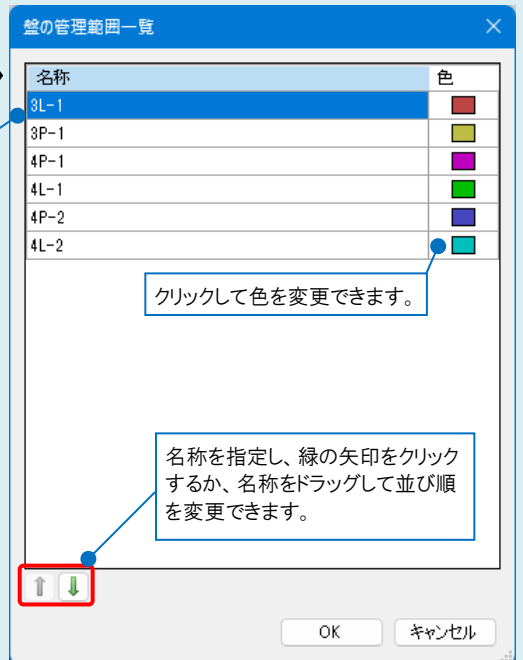 盤の管理範囲一覧
名称 色
3L-1
3P-1
4P-1
4L-1
4P-2
4L-2
クリックして色を変更できます。
名称を指定し、緑の矢印をクリック
するか、名称をドラッグして並び順
を変更できます。
OK キャンセル